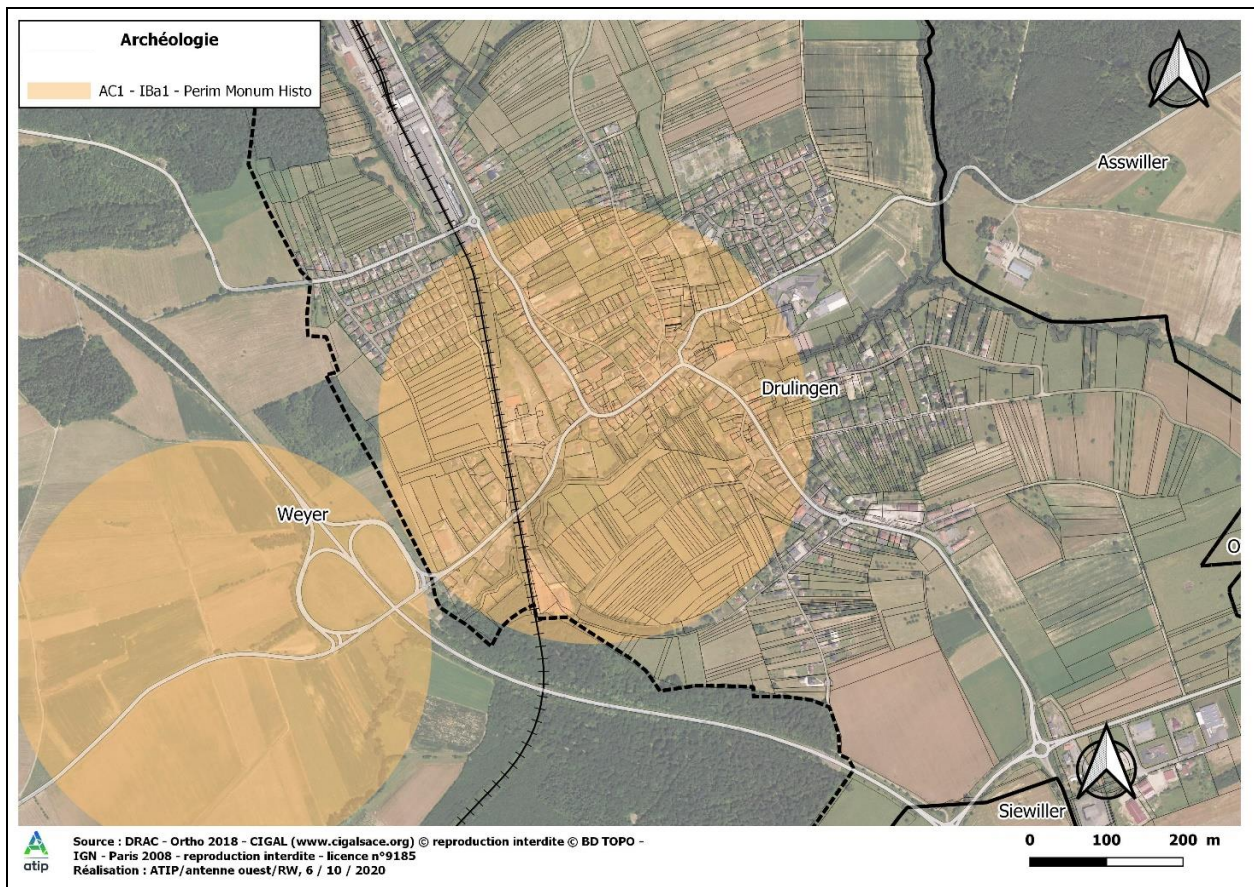 Archéologie
AC1 - IBa1 - Perim Monum Histo
Asswiller
Drulingen
Weyer
O
Siewiller
0 100 200 m
atip
Source : DRAC - Ortho 2018 - CIGAL (www.cigalsace.org) © reproduction interdite © BD TOPO -
IGN - Paris 2008 - reproduction interdite - licence n°9185
Réalisation : ATIP/antenne ouest/RW, 6 / 10 / 2020